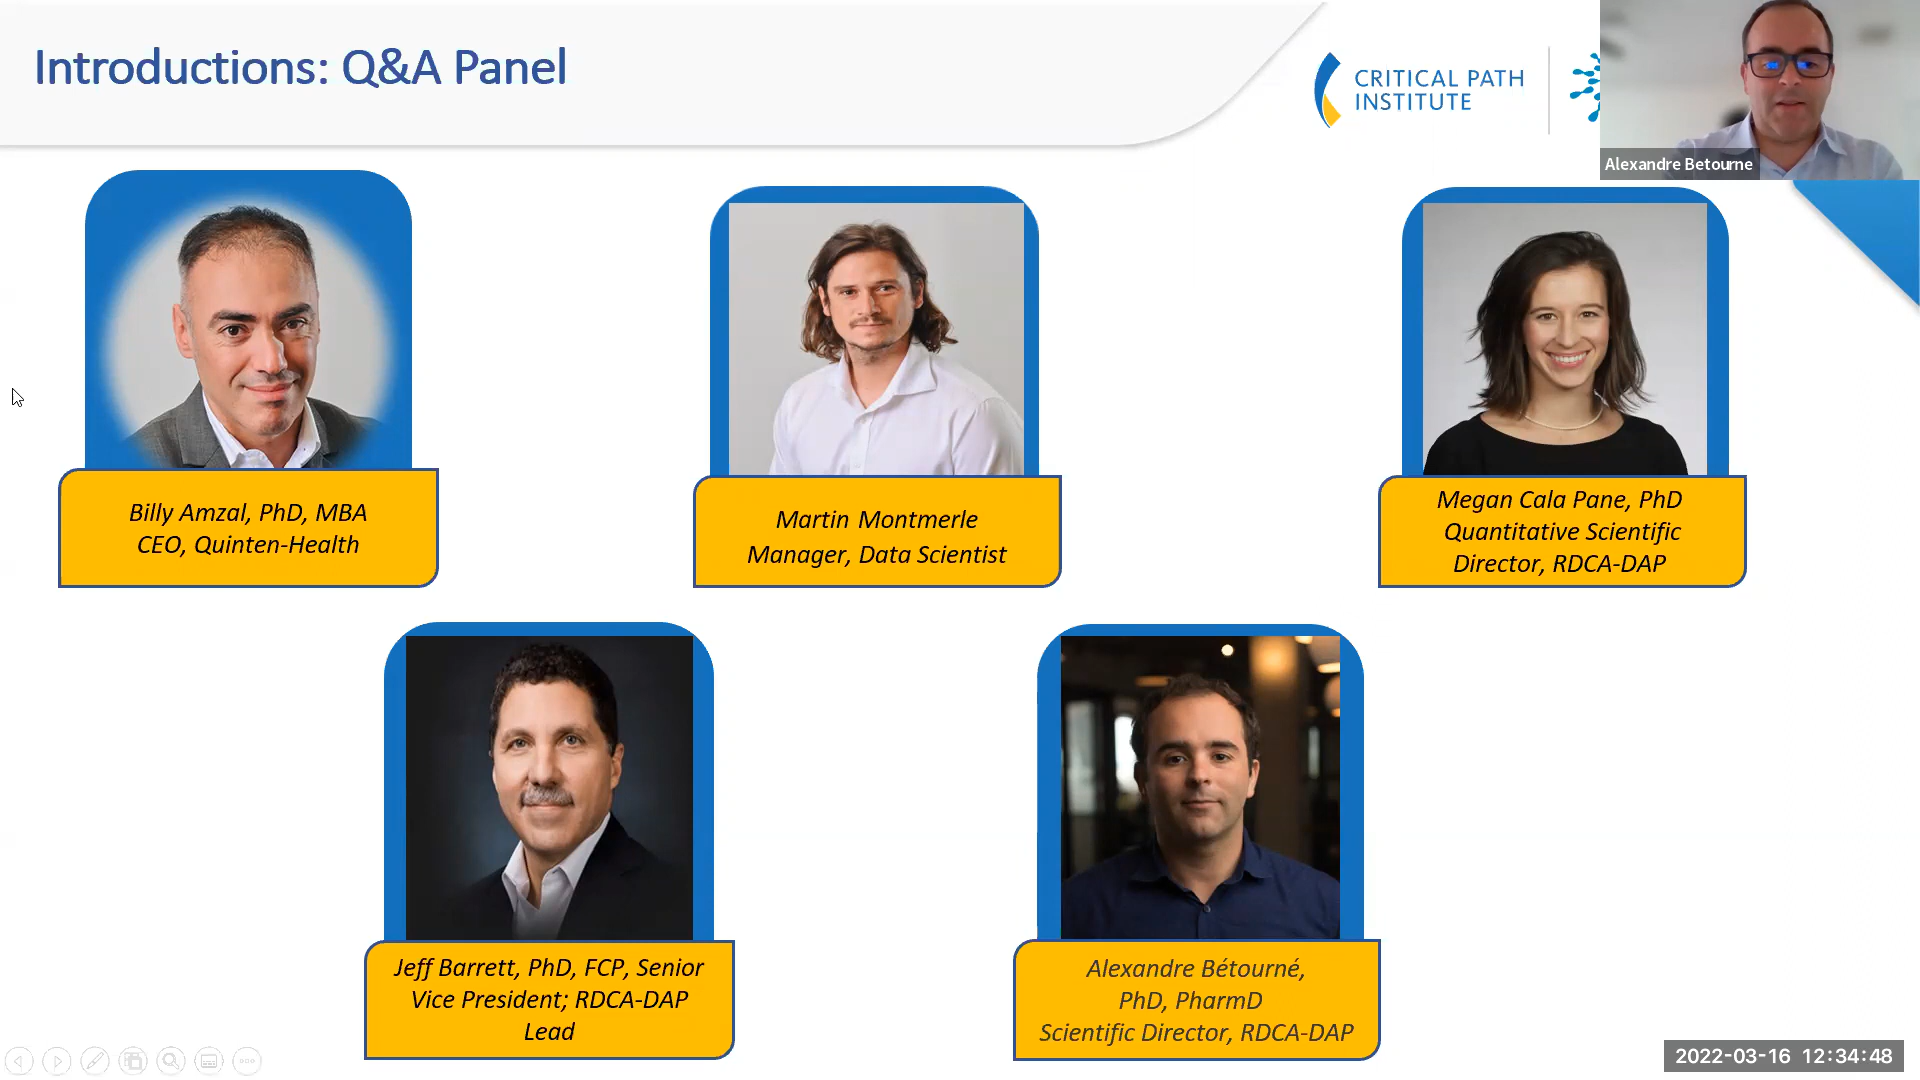 Introductions: Q&A Panel
CRITICAL PATH
INSTITUTE
Alexandre Betourne
Billy Amzal, PhD, MBA
CEO, Quinten-Health
Martin Montmerle
Manager, Data Scientist
Megan Cala Pane, PhD
Quantitative Scientific
Director, RDCA-DAP
Jeff Barrett, PhD, FCP, Senior
Vice President; RDCA-DAP
Lead
Alexandre Bétourné,
PhD, PharmD
Scientific Director, RDCA-DAP
2022-03-16 12:34:48